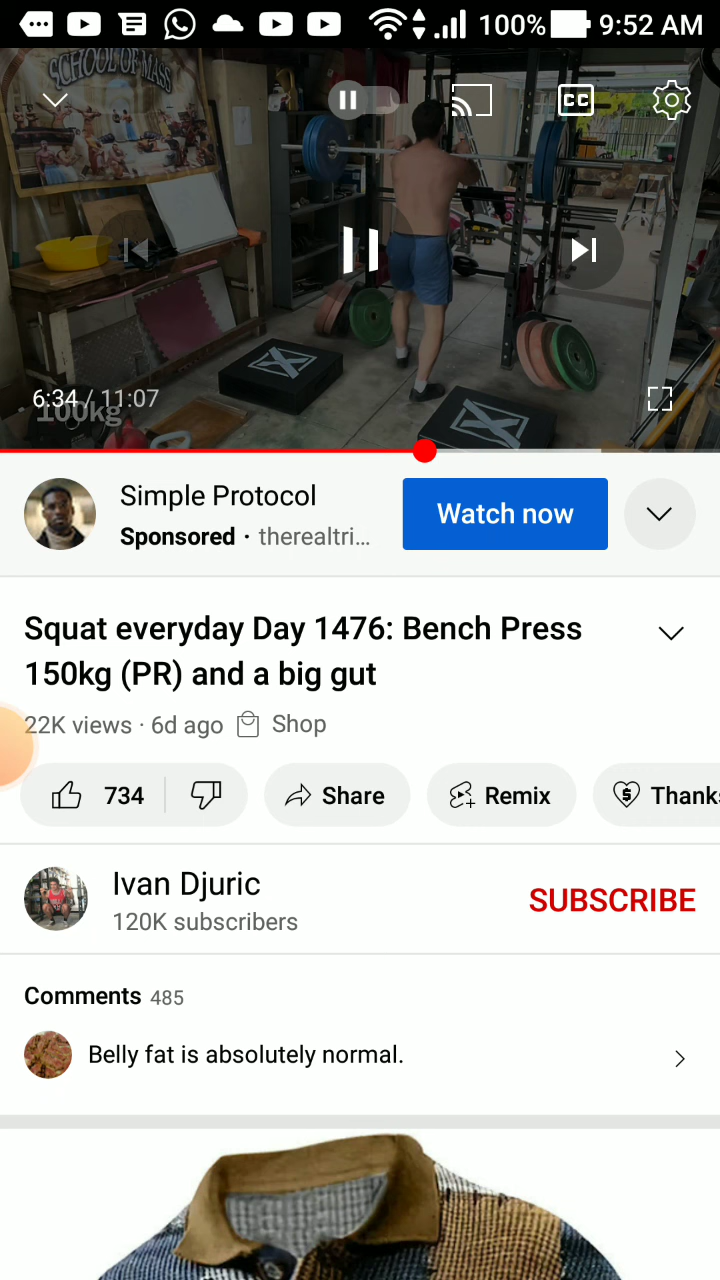 100% 9:52 AM
SCHOOL OF MASS
CC
6:34 / 11:07
100kg
Simple Protocol
Sponsored · therealtri...
Watch now
Squat everyday Day 1476: Bench Press
150kg (PR) and a big gut
22K views · 6d ago Shop
734 Share Remix Thanks
Ivan Djuric
120K subscribers
SUBSCRIBE
Comments 485
Belly fat is absolutely normal.